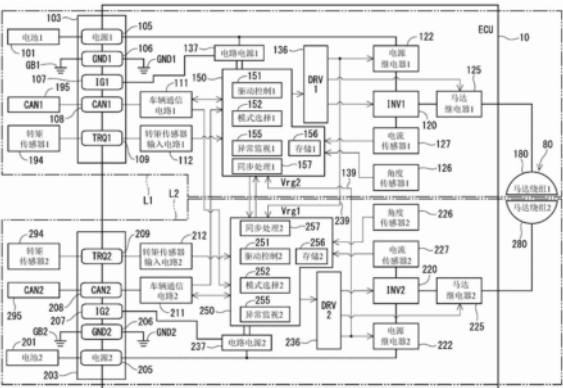 103
105
ECU
10
电池1
电源1
101
106
GND1
GND1
GB1
107
IG1
137
电路电源1
136
122
电源
继电器1
195
CAN1
CAN1
108
111
车辆通信
电路1
150
151
驱动控制1
152
模式选择1
DRV
1
INV1
120
125
马达
继电器1
转矩
传感器1
194
TRQ1
109
转矩传感器
输入电路1
112
155
异常监视1
156
存储1
同步处理1
157
电流
传感器1
127
角度
传感器1
126
180
80
马达绕组1
L1
L2
Vrg2
139
Vrg1
239
马达绕组2
280
294
转矩
传感器2
209
TRQ2
212
转矩传感器
输入电路2
同步处理2
257
251
驱动控制2
256
存储2
角度
传感器2
226
电流
传感器2
227
CAN2
295
CAN2
208
车辆通信
电路2
211
252
模式选择2
255
异常监视2
250
DRV
2
236
220
INV2
马达
继电器2
225
207
IG2
GB2
GND2
206
GND2
201
电池2
电源2
203
205
237
电路电源2
电源
继电器2
222